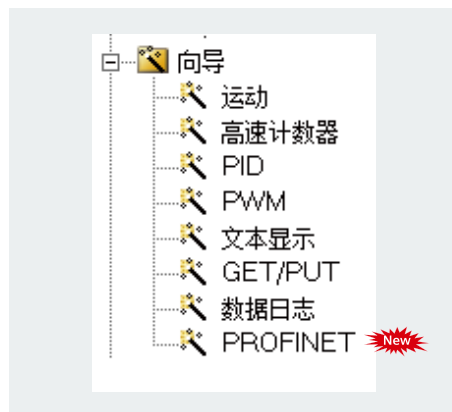 向导
运动
高速计数器
PID
PWM
文本显示
GET/PUT
数据日志
PROFINET New